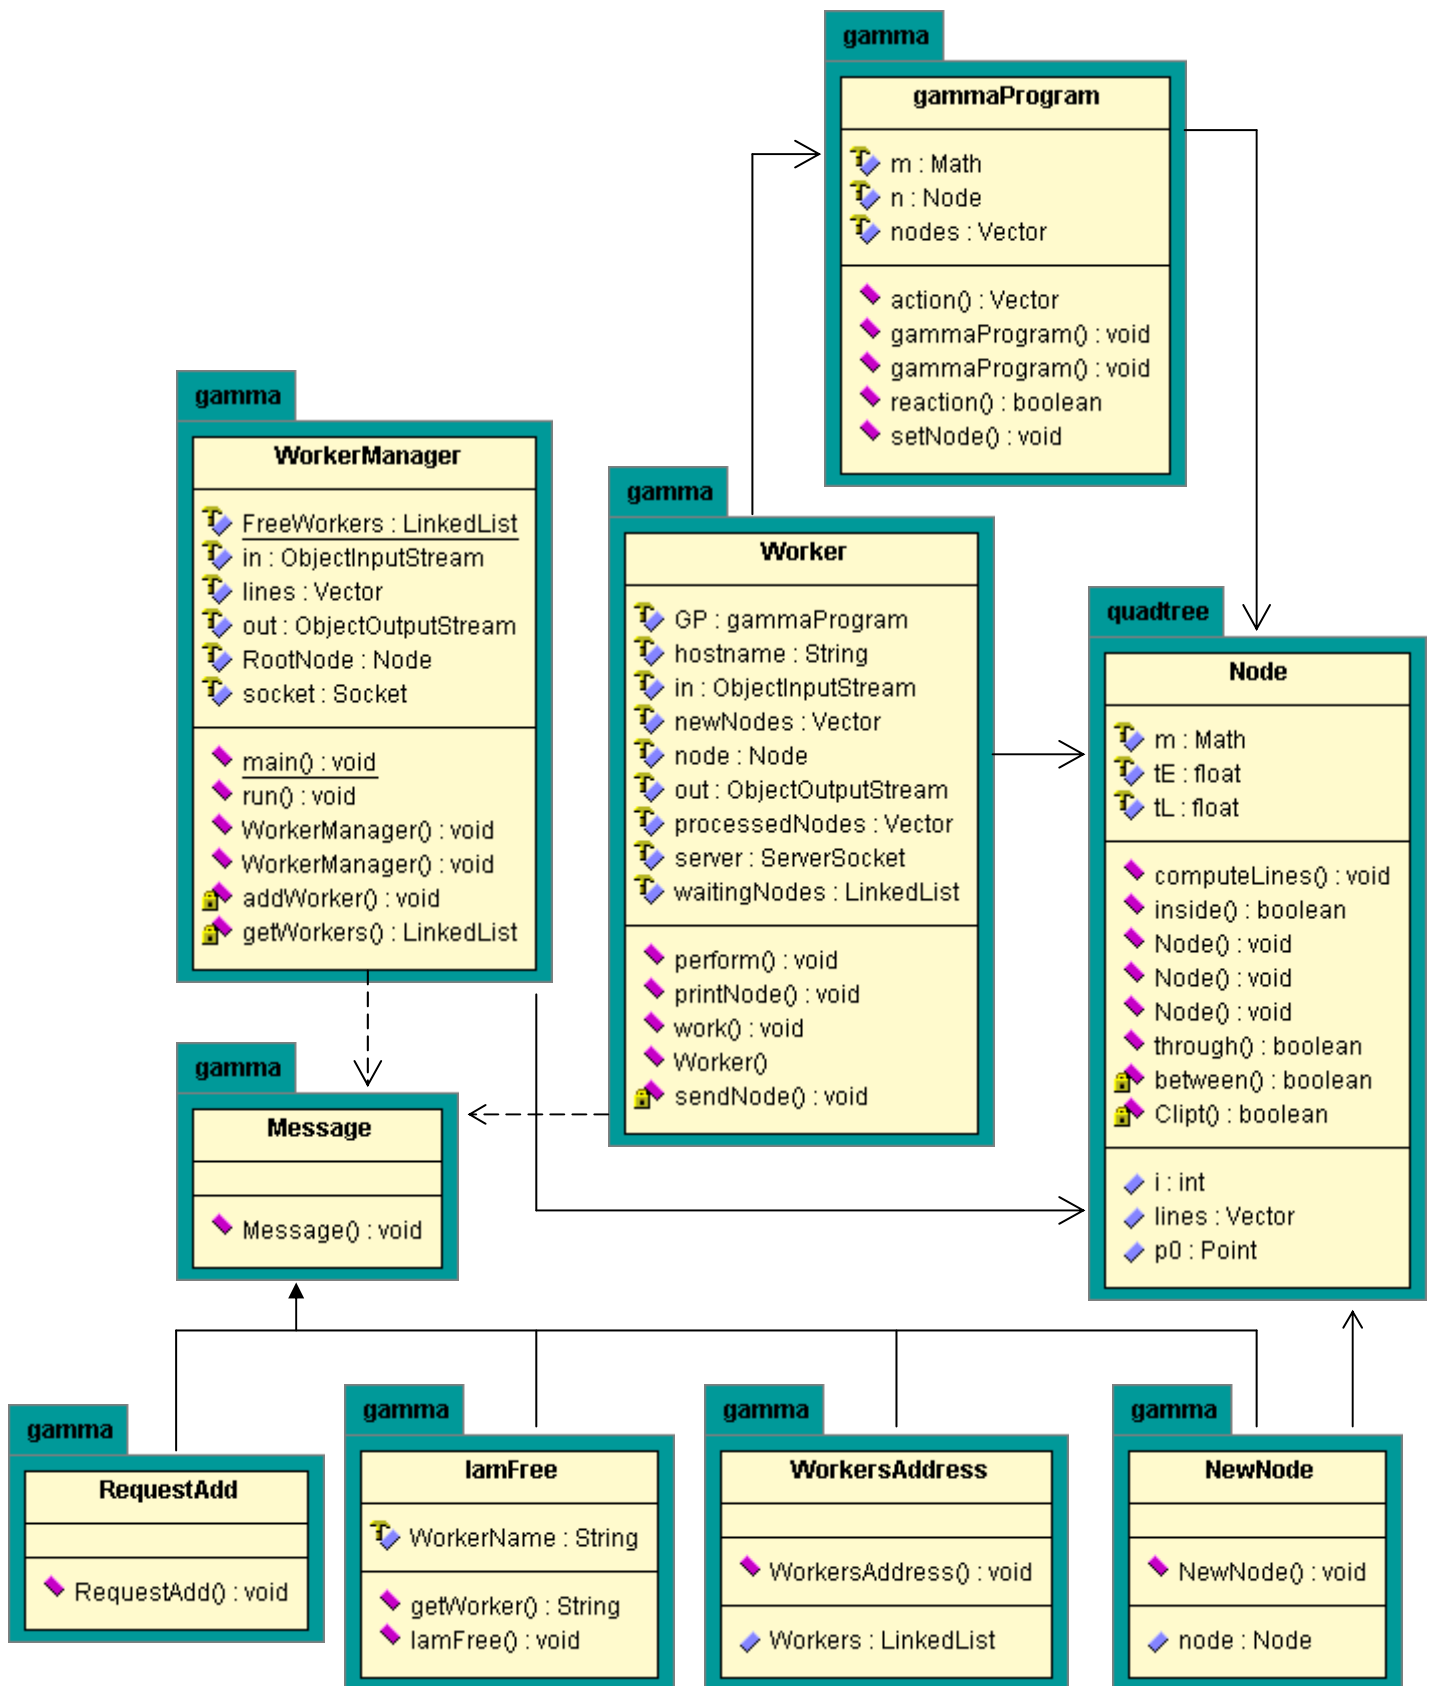 gamma
gammaProgram
m : Math
n : Node
nodes : Vector
action() : Vector
gammaProgram() : void
gammaProgram() : void
reaction() : boolean
setNode() : void
gamma
WorkerManager
FreeWorkers : LinkedList
in : ObjectInputStream
lines : Vector
out : ObjectOutputStream
RootNode : Node
socket : Socket
main() : void
run() : void
WorkerManager() : void
WorkerManager() : void
addWorker() : void
getWorkers() : LinkedList
gamma
Worker
GP : gammaProgram
hostname : String
in : ObjectInputStream
newNodes : Vector
node : Node
out : ObjectOutputStream
processedNodes : Vector
server : ServerSocket
waitingNodes : LinkedList
perform() : void
printNode() : void
work() : void
Worker()
sendNode() : void
quadtree
Node
m : Math
tE : float
tL : float
computeLines() : void
inside() : boolean
Node() : void
Node() : void
Node() : void
through() : boolean
between() : boolean
Clipt() : boolean
i : int
lines : Vector
p0 : Point
gamma
Message
Message() : void
gamma
RequestAdd
RequestAdd() : void
gamma
IamFree
WorkerName : String
getWorker() : String
IamFree() : void
gamma
WorkersAddress
WorkersAddress() : void
Workers : LinkedList
gamma
NewNode
NewNode() : void
node : Node